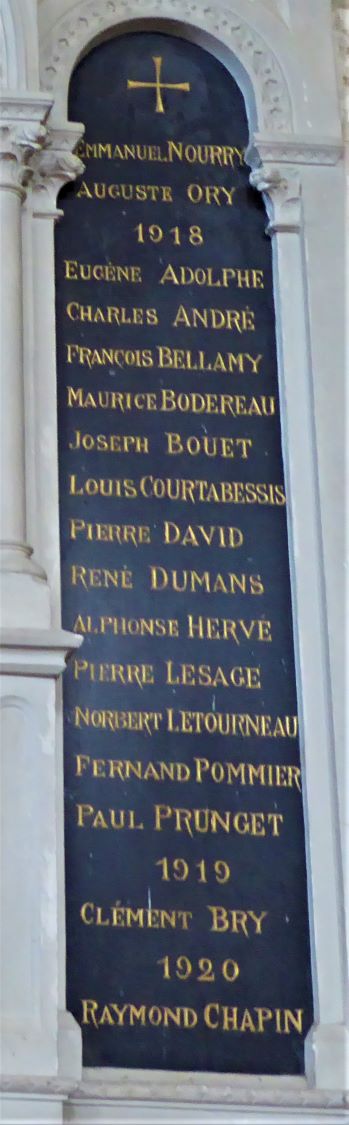 EMMANUEL NOURRY
AUGUSTE ORY
1918
EUGÈNE ADOLPHE
CHARLES ANDRÉ
FRANÇOIS BELLAMY
MAURICE BODEREAU
JOSEPH BOUET
LOUIS COURTABESSIS
PIERRE DAVID
RENÉ DUMANS
ALPHONSE HERVÉ
PIERRE LESAGE
NORBERT LETOURNEAU
FERNAND POMMIER
PAUL PRUNGET
1919
CLÉMENT BRY
1920
RAYMOND CHAPIN